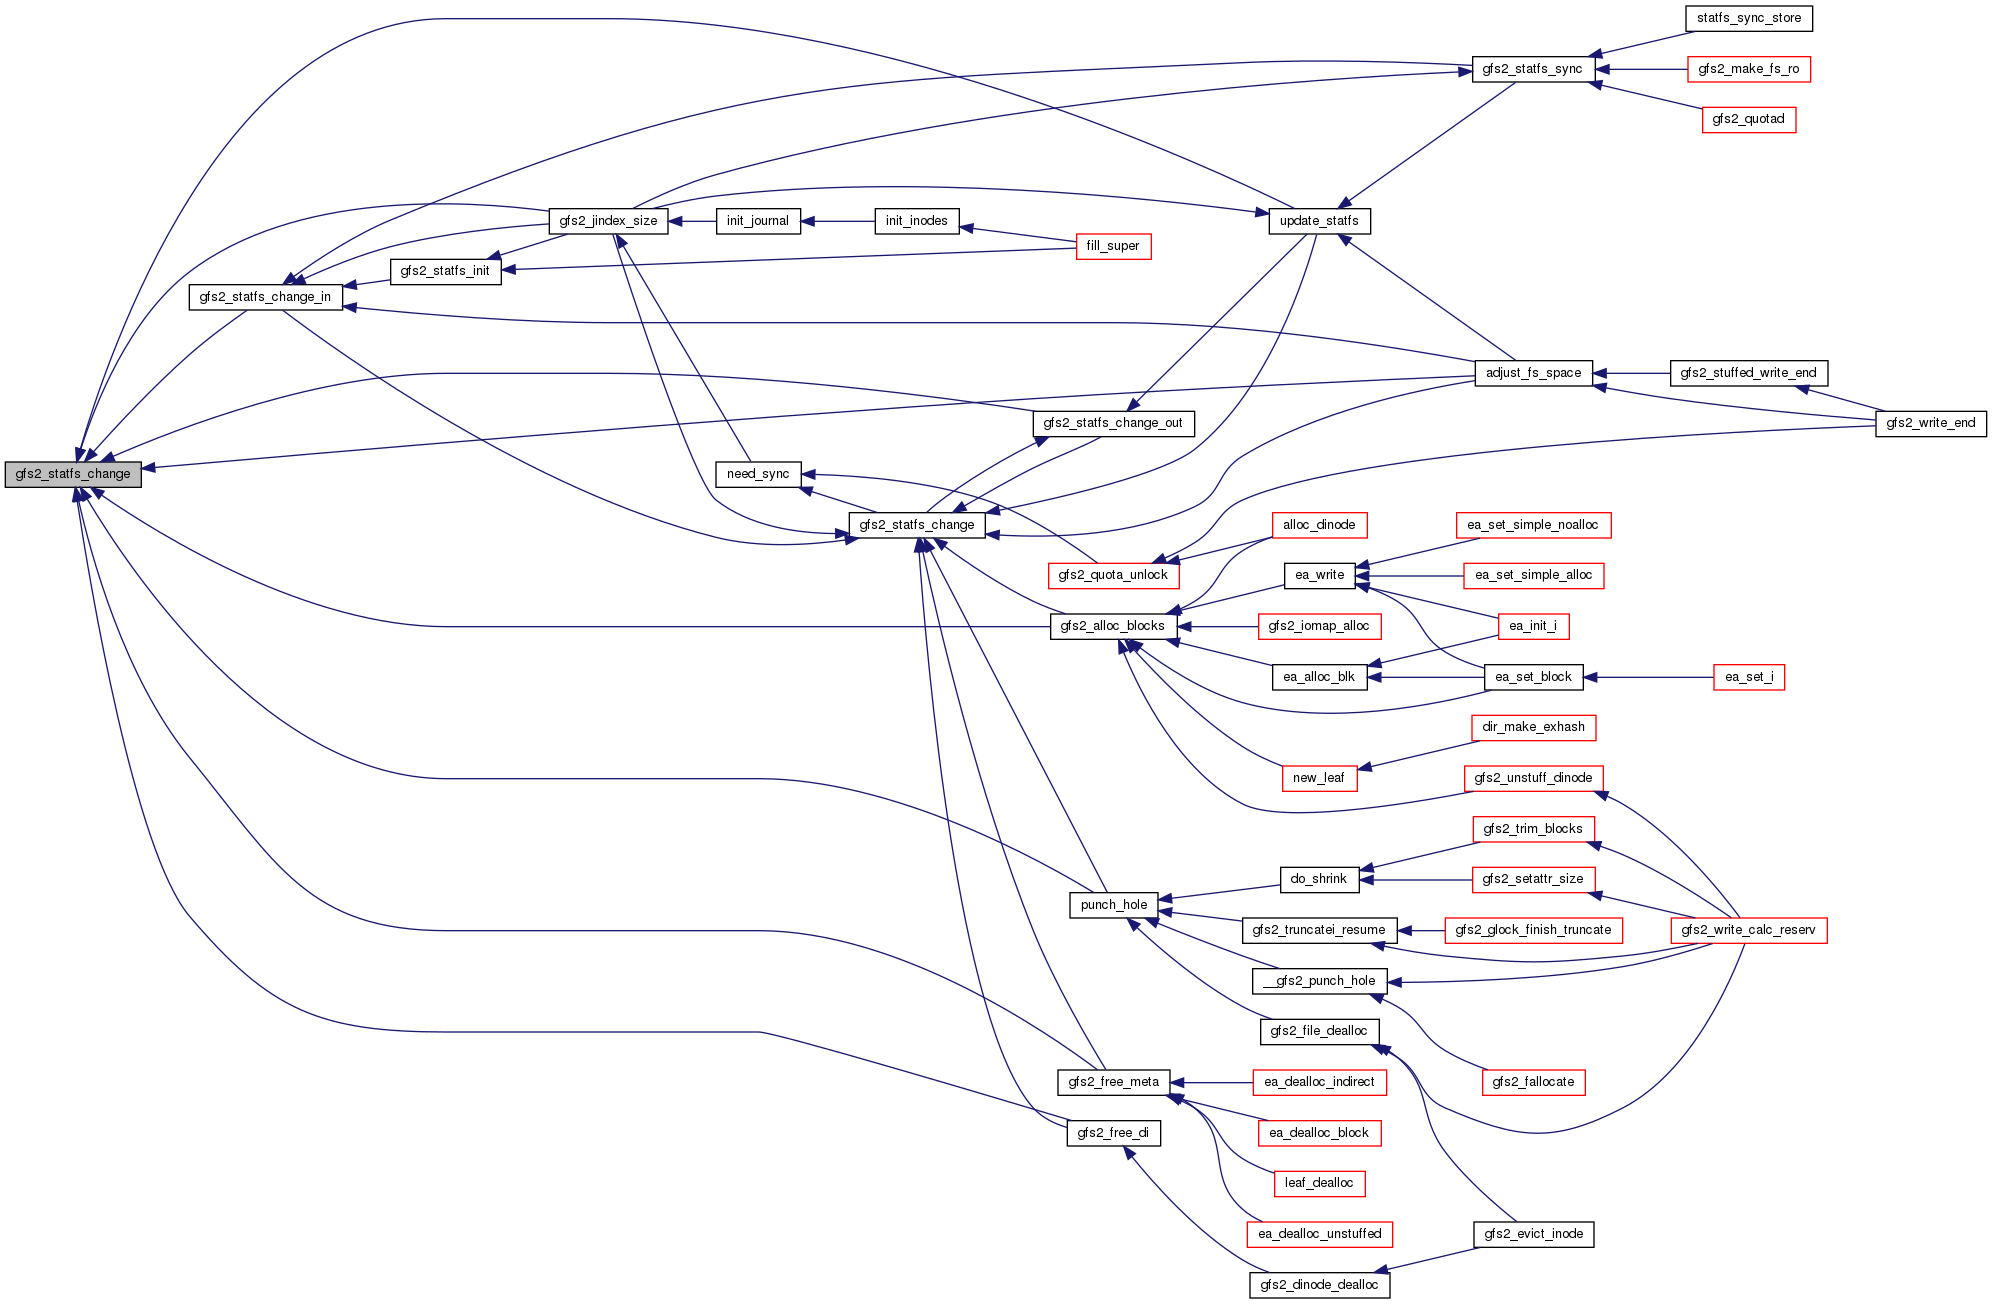 statfs_sync_store
gfs2_statfs_sync
gfs2_make_fs_ro
gfs2_quotad
gfs2_jindex_size
init_journal
init_inodes
update_statfs
fill_super
gfs2_statfs_init
gfs2_statfs_change_in
adjust_fs_space
gfs2_stuffed_write_end
gfs2_statfs_change_out
gfs2_write_end
gfs2_statfs_change
need_sync
gfs2_statfs_change
alloc_dinode
ea_set_simple_noalloc
gfs2_quota_unlock
ea_write
ea_set_simple_alloc
gfs2_alloc_blocks
gfs2_iomap_alloc
ea_init_i
ea_alloc_blk
ea_set_block
ea_set_i
dir_make_exhash
new_leaf
gfs2_unstuff_dinode
gfs2_trim_blocks
do_shrink
gfs2_setattr_size
punch_hole
gfs2_truncatei_resume
gfs2_glock_finish_truncate
gfs2_write_calc_reserv
__gfs2_punch_hole
gfs2_file_dealloc
gfs2_free_meta
ea_dealloc_indirect
gfs2_fallocate
gfs2_free_di
ea_dealloc_block
leaf_dealloc
ea_dealloc_unstuffed
gfs2_evict_inode
gfs2_dinode_dealloc